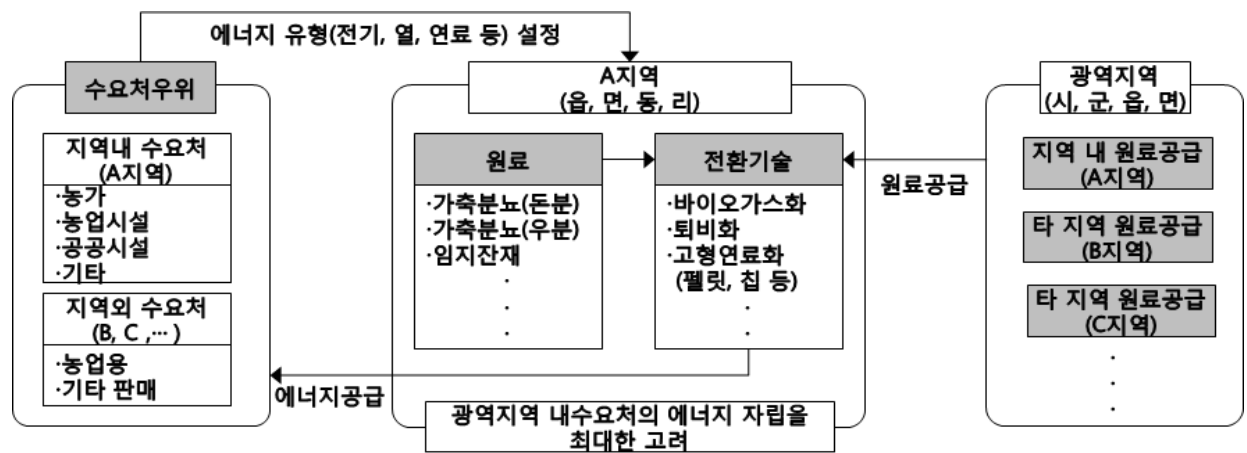 에너지 유형(전기, 열, 연료 등) 설정
수요처우위
지역내 수요처
(A지역)
·농가
·농업시설
·공공시설
·기타
지역외 수요처
(B, C ,··· )
·농업용
·기타 판매
에너지공급
A지역
(읍, 면, 동, 리)
원료
·가축분뇨(돈분)
·가축분뇨(우분)
·임지잔재
·
·
·
전환기술
·바이오가스화
·퇴비화
·고형연료화
(펠릿, 칩 등)
·
·
광역지역 내수요처의 에너지 자립을
최대한 고려
원료공급
광역지역
(시, 군, 읍, 면)
지역 내 원료공급
(A지역)
타 지역 원료공급
(B지역)
타 지역 원료공급
(C지역)
·
·
·